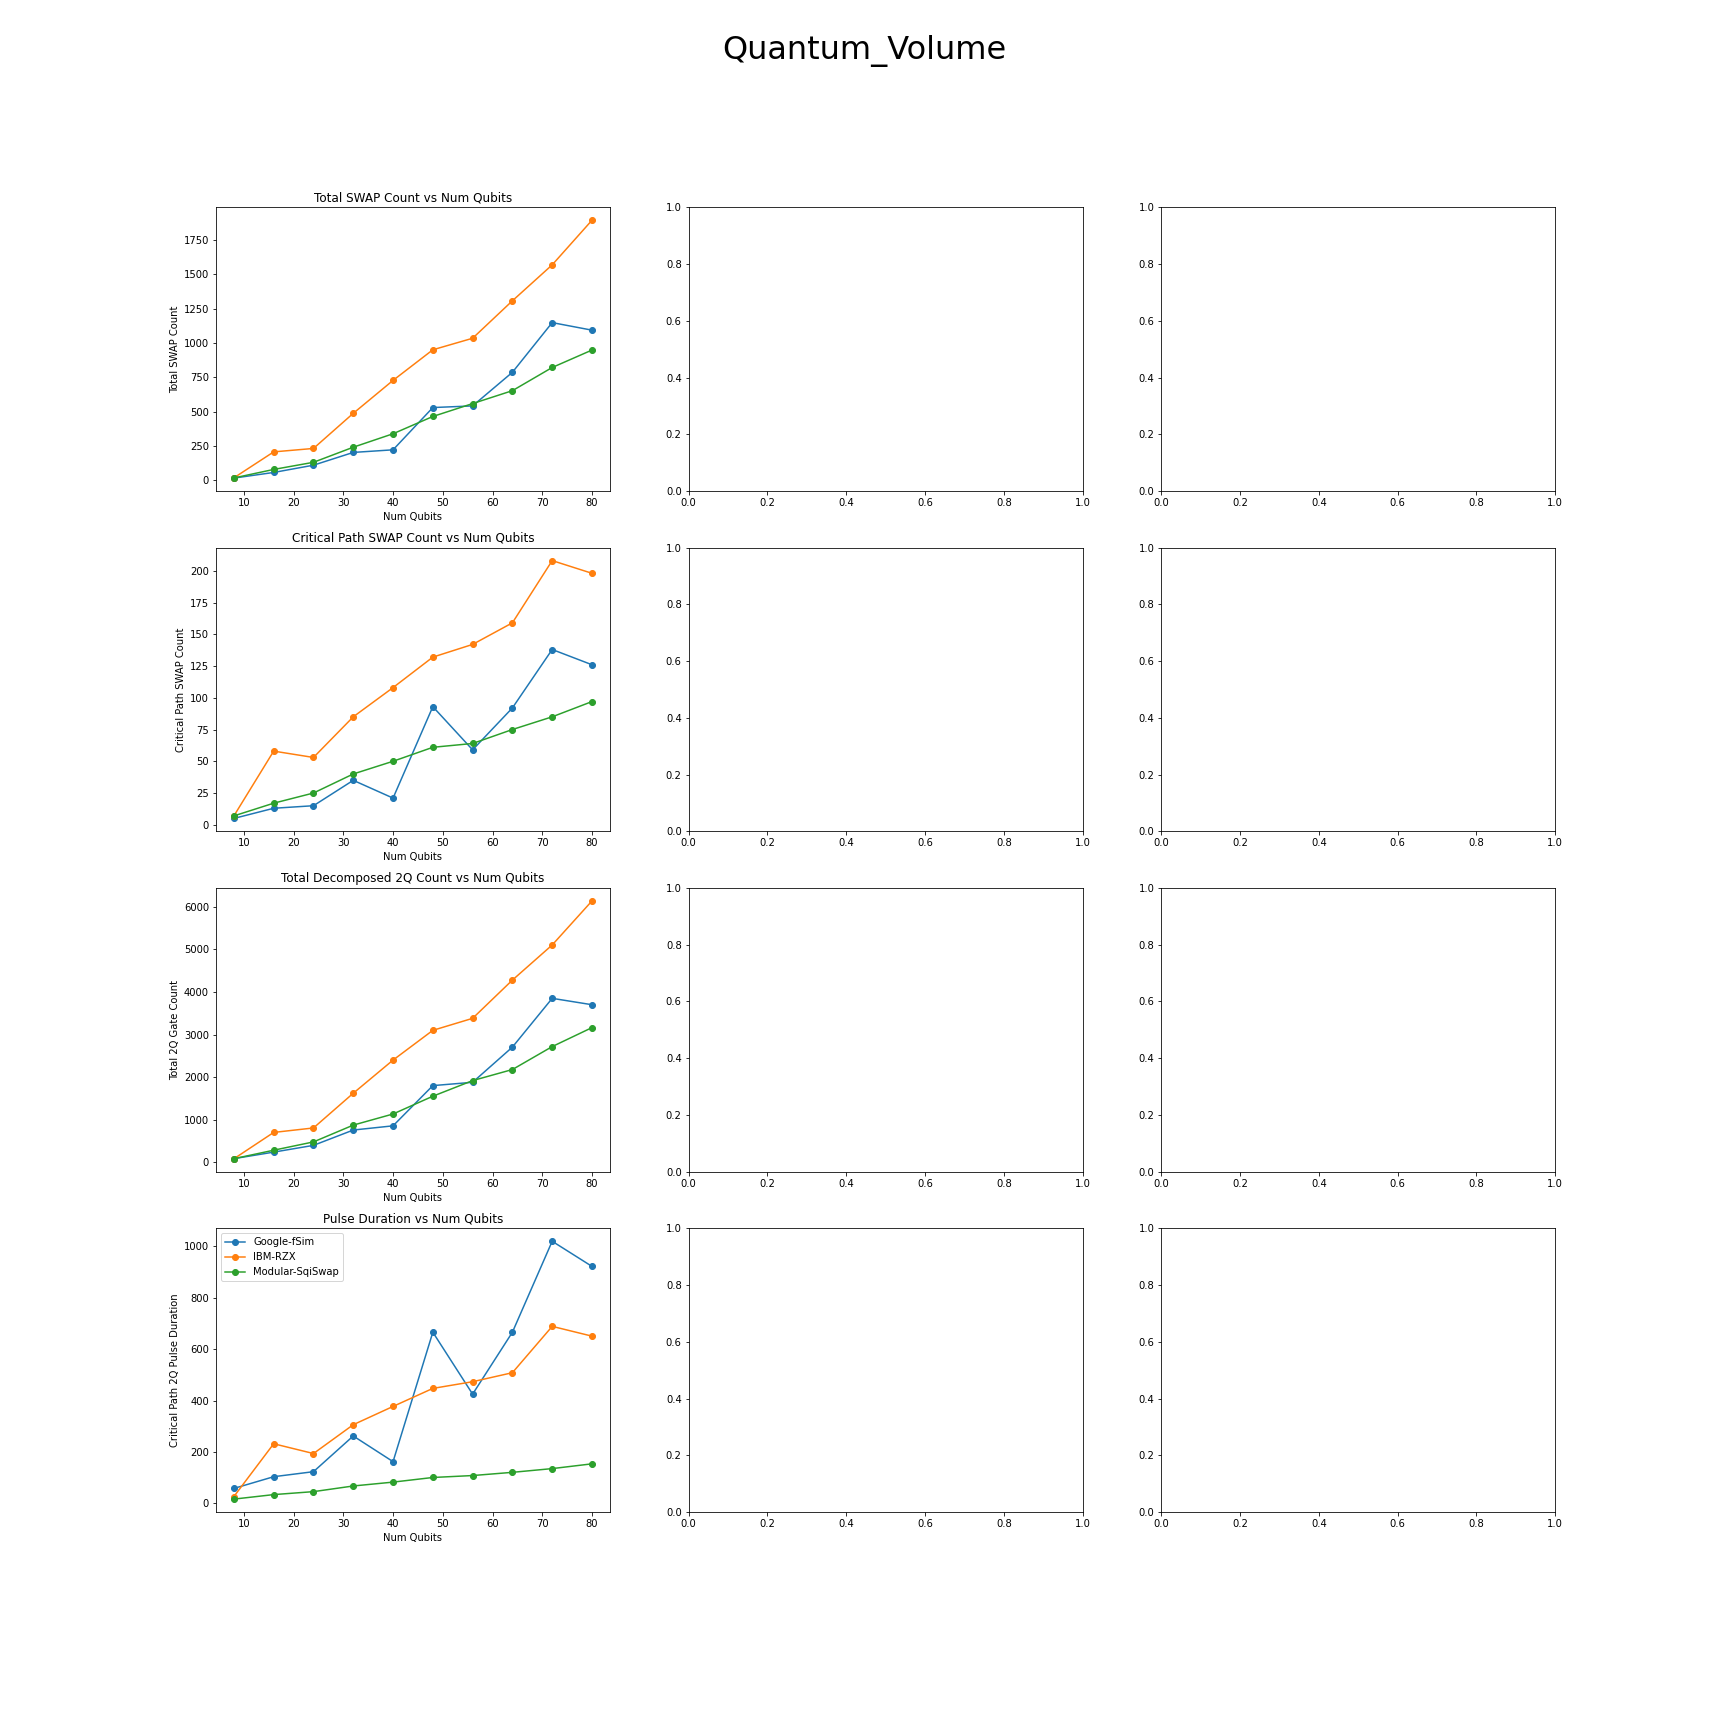 Quantum_Volume
Total SWAP Count vs Num Qubits
Total SWAP Count
1750
1500
1250
1000
750
500
250
0
10 20 30 40 50 60 70 80
Num Qubits
1.0
0.8
0.6
0.4
0.2
0.0
0.0 0.2 0.4 0.6 0.8 1.0
1.0
0.8
0.6
0.4
0.2
0.0
0.0 0.2 0.4 0.6 0.8 1.0
Critical Path SWAP Count vs Num Qubits
Critical Path SWAP Count
200
175
150
125
100
75
50
25
0
10 20 30 40 50 60 70 80
Num Qubits
1.0
0.8
0.6
0.4
0.2
0.0
0.0 0.2 0.4 0.6 0.8 1.0
1.0
0.8
0.6
0.4
0.2
0.0
0.0 0.2 0.4 0.6 0.8 1.0
Total Decomposed 2Q Count vs Num Qubits
Total 2Q Gate Count
6000
5000
4000
3000
2000
1000
0
10 20 30 40 50 60 70 80
Num Qubits
1.0
0.8
0.6
0.4
0.2
0.0
0.0 0.2 0.4 0.6 0.8 1.0
1.0
0.8
0.6
0.4
0.2
0.0
0.0 0.2 0.4 0.6 0.8 1.0
Pulse Duration vs Num Qubits
Critical Path 2Q Pulse Duration
1000
800
600
400
200
0
Google-fSim
IBM-RZX
Modular-SqiSwap
10 20 30 40 50 60 70 80
Num Qubits
1.0
0.8
0.6
0.4
0.2
0.0
0.0 0.2 0.4 0.6 0.8 1.0
1.0
0.8
0.6
0.4
0.2
0.0
0.0 0.2 0.4 0.6 0.8 1.0